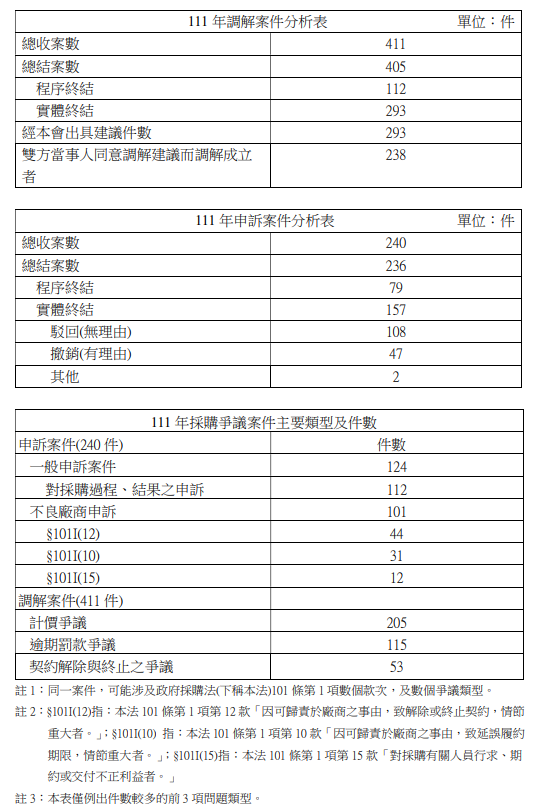 111 年調解案件分析表 單位：件
總收案數 411
總結案數 405
程序終結 112
實體終結 293
經本會出具建議件數 293
雙方當事人同意調解建議而調解成立 238
者
111 年申訴案件分析表 單位：件
總收案數 240
總結案數 236
程序終結 79
實體終結 157
駁回(無理由) 108
撤銷(有理由) 47
其他 2
111 年採購爭議案件主要類型及件數
申訴案件(240 件) 件數
一般申訴案件 124
對採購過程、結果之申訴 112
不良廠商申訴 101
§101I(12) 44
§101I(10) 31
§101I(15) 12
調解案件(411 件)
計價爭議 205
逾期罰款爭議 115
契約解除與終止之爭議 53
註 1：同一案件，可能涉及政府採購法(下稱本法)101 條第 1 項數個款次，及數個爭議類型。
註 2：§101I(12)指：本法 101 條第 1 項第 12 款「因可歸責於廠商之事由，致解除或終止契約，情節
重大者。」；§101I(10) 指：本法 101 條第 1 項第 10 款「因可歸責於廠商之事由，致延誤履約
期限，情節重大者。」；§101I(15)指：本法 101 條第 1 項第 15 款「對採購有關人員行求、期
約或交付不正利益者。」
註 3：本表僅例出件數較多的前 3 項問題類型。